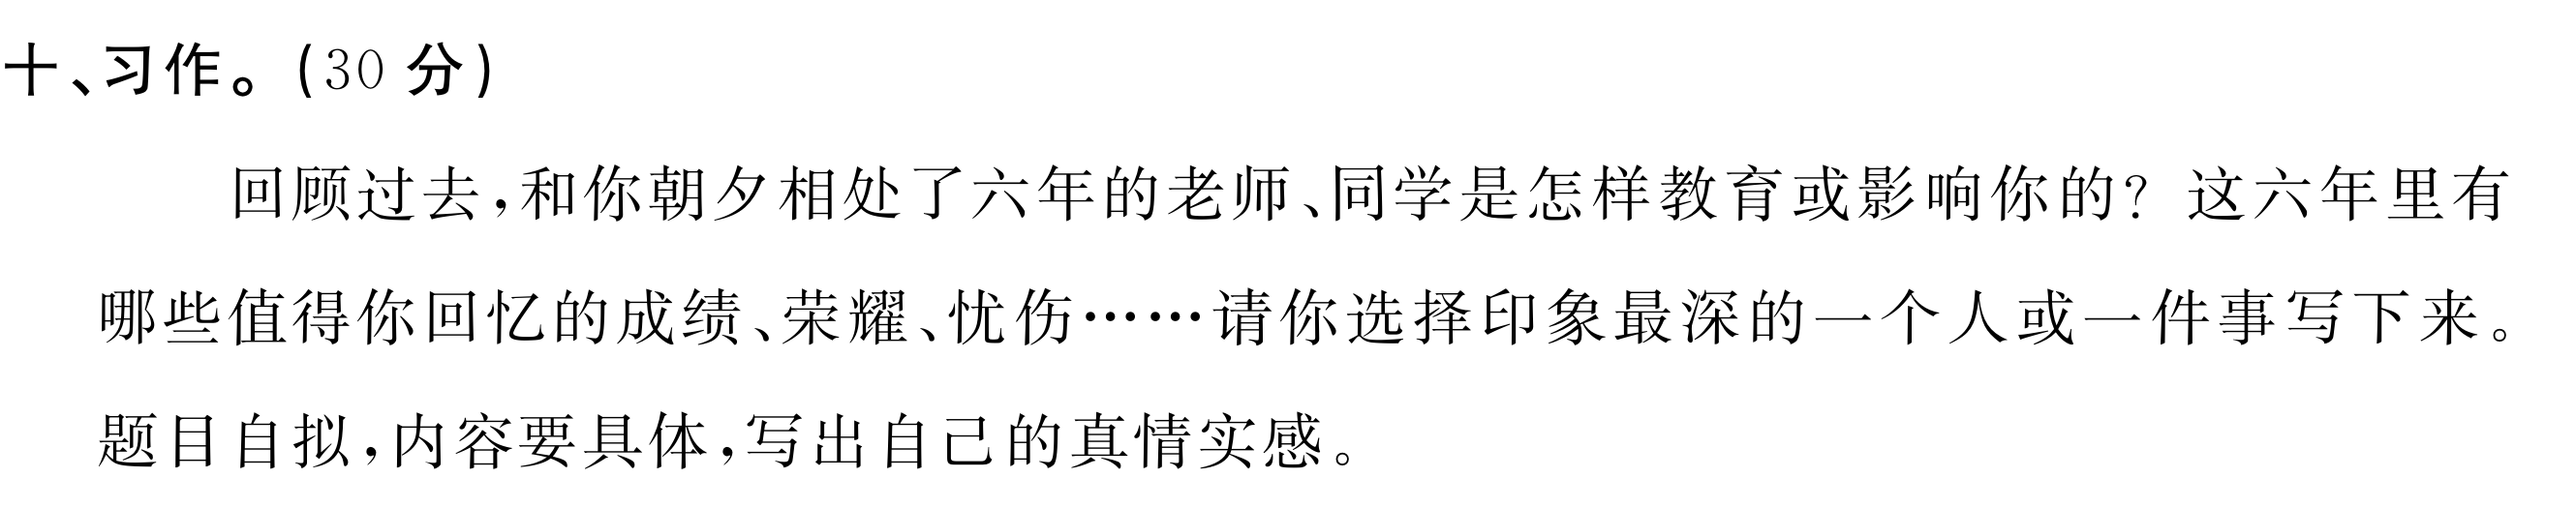 十、习作。(30 分)
回顾过去,和你朝夕相处了六年的老师、同学是怎样教育或影响你的? 这六年里有
哪些值得你回忆的成绩、荣耀、忧伤……请你选择印象最深的一个人或一件事写下来。
题目自拟,内容要具体,写出自己的真情实感。